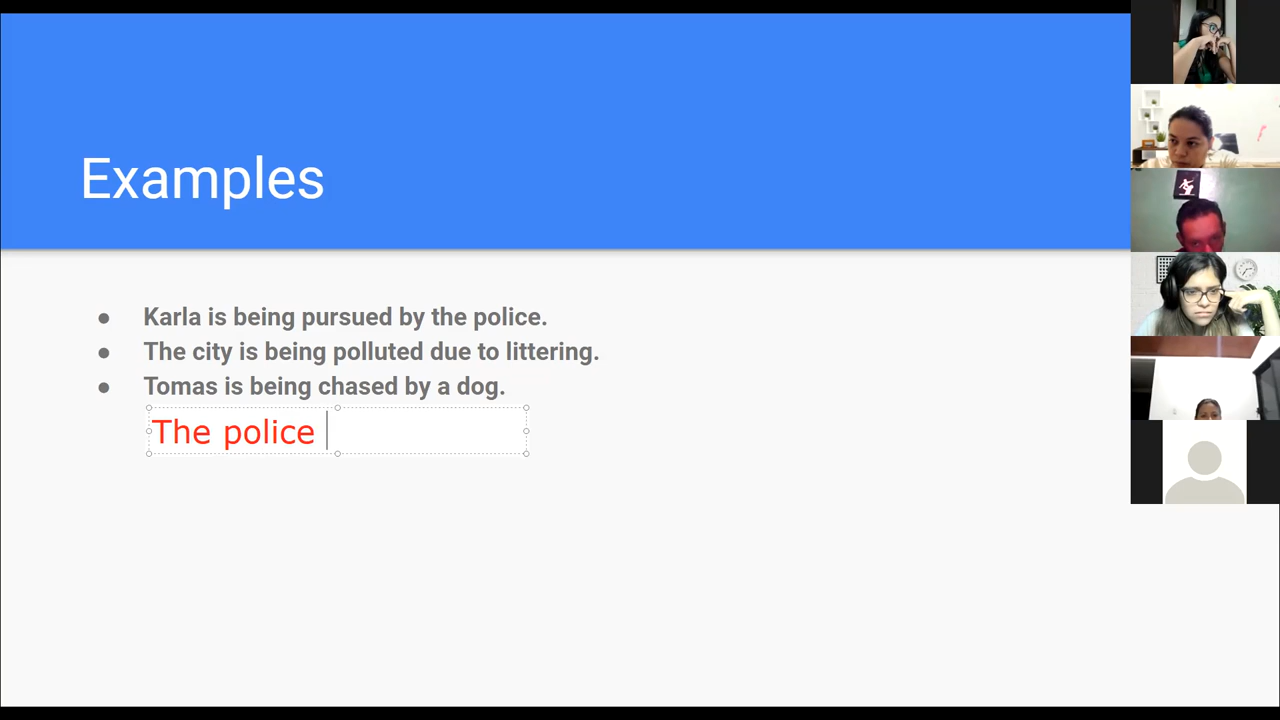 Examples
● Karla is being pursued by the police.
● The city is being polluted due to littering.
● Tomas is being chased by a dog.
The police